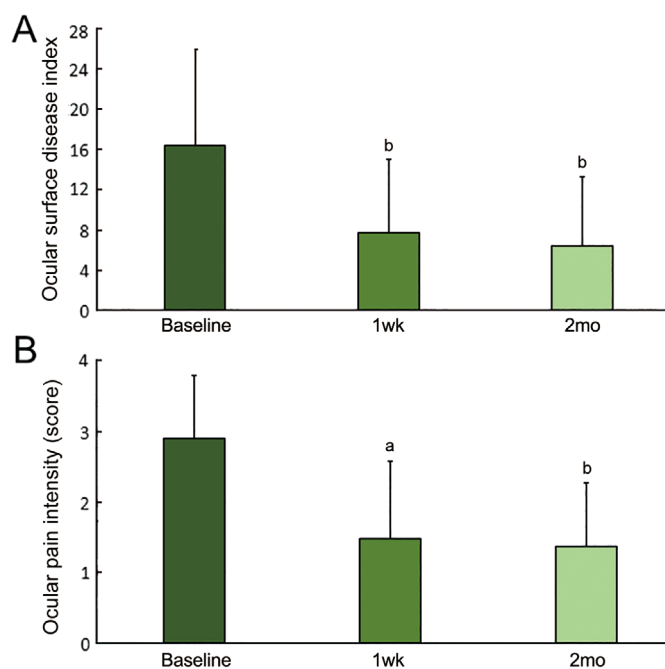 A
Ocular surface disease index
28
24
20
16
12
8
4
0
b
b
Baseline 1wk 2mo
B
Ocular pain intensity (score)
4
3
2
1
0
a
b
Baseline 1wk 2mo